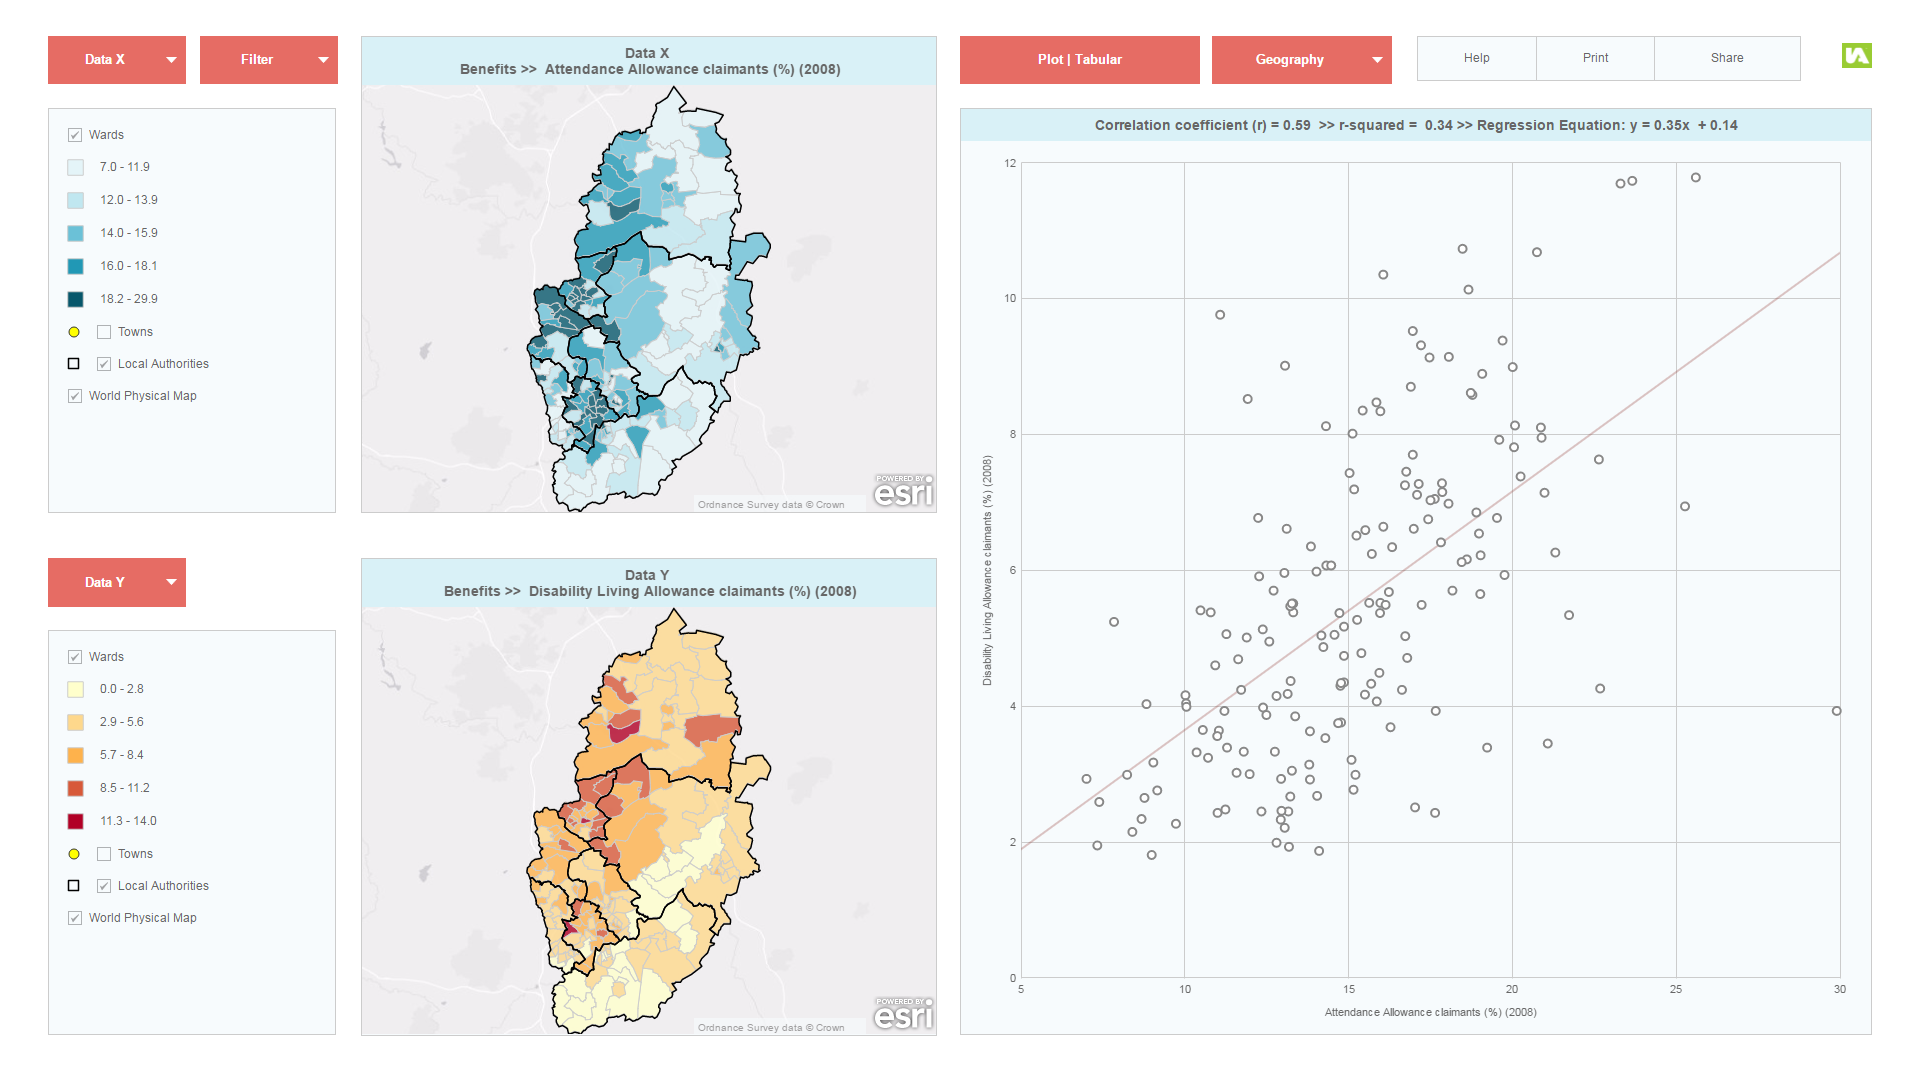 Data X
Filter
Data X
Benefits >>  Attendance Allowance claimants (%) (2008)
Plot | Tabular
Geography
Help
Print
Share
Wards
7.0 - 11.9
12.0 - 13.9
14.0 - 15.9
16.0 - 18.1
18.2 - 29.9
Towns
Local Authorities
World Physical Map
POWERED BY
esri
Ordnance Survey data © Crown
Data Y
Data Y
Benefits >>  Disability Living Allowance claimants (%) (2008)
Wards
0.0 - 2.8
2.9 - 5.6
5.7 - 8.4
8.5 - 11.2
11.3 - 14.0
Towns
Local Authorities
World Physical Map
POWERED BY
esri
Ordnance Survey data © Crown
Correlation coefficient (r) = 0.59  >> r-squared =  0.34 >> Regression Equation: y = 0.35x  + 0.14
12
10
8
6
4
2
0
Disability Living Allowance claimants (%) (2008)
5
10
15
20
25
30
Attendance Allowance claimants (%) (2008)